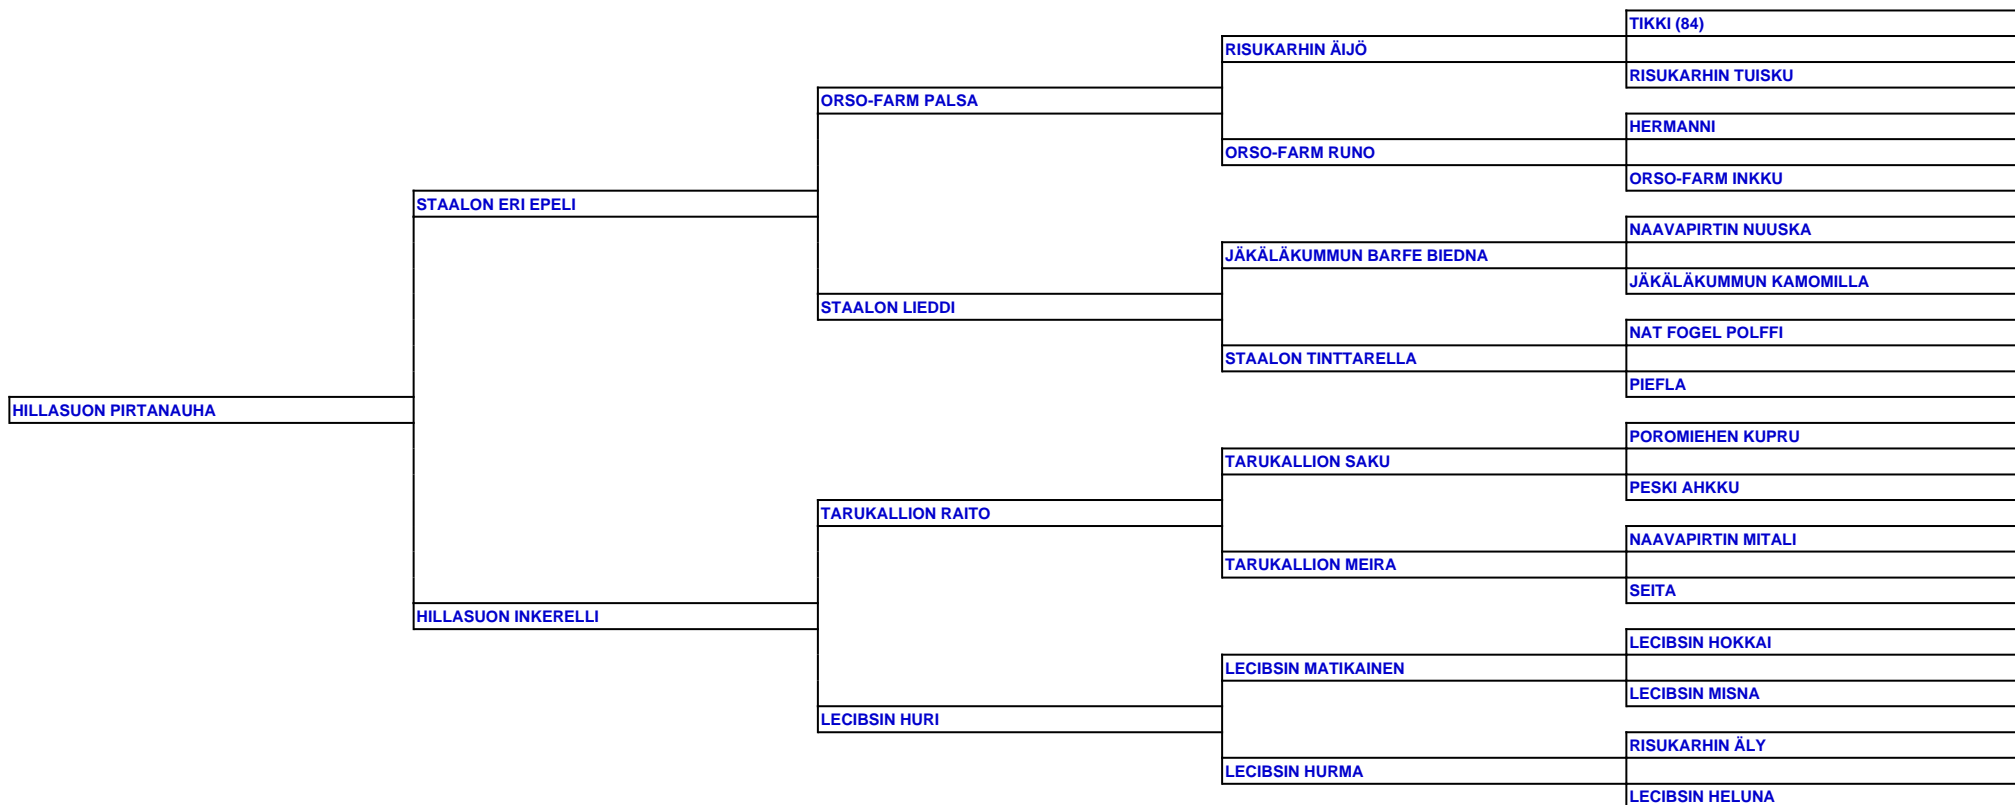 TIKKI (84)
RISUKARHIN ÄIJÖ
RISUKARHIN TUISKU
ORSO-FARM PALSA
HERMANNI
ORSO-FARM RUNO
ORSO-FARM INKKU
STAALON ERI EPELI
NAAVAPIRTIN NUUSKA
JÄKÄLÄKUMMUN BARFE BIEDNA
JÄKÄLÄKUMMUN KAMOMILLA
STAALON LIEDDI
NAT FOGEL POLFFI
STAALON TINTTARELLA
PIEFLA
HILLASUON PIRTANAUHA
POROMIEHEN KUPRU
TARUKALLION SAKU
PESKI AHKKU
TARUKALLION RAITO
NAAVAPIRTIN MITALI
TARUKALLION MEIRA
SEITA
HILLASUON INKERELLI
LECIBSIN HOKKAI
LECIBSIN MATIKAINEN
LECIBSIN MISNA
LECIBSIN HURI
RISUKARHIN ÄLY
LECIBSIN HURMA
LECIBSIN HELUNA